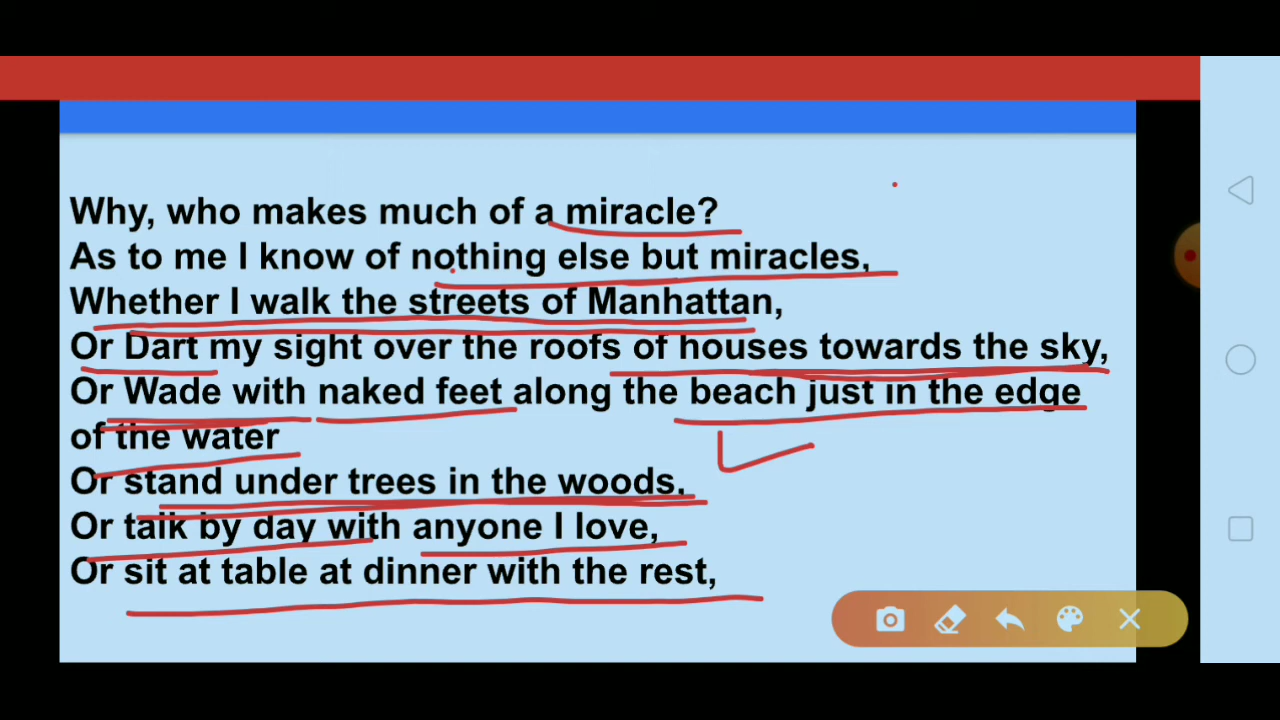 Why, who makes much of a miracle?
As to me I know of nothing else but miracles,
Whether I walk the streets of Manhattan,
Or Dart my sight over the roofs of houses towards the sky,
Or Wade with naked feet along the beach just in the edge
of the water
Or stand under trees in the woods,
Or talk by day with anyone I love,
Or sit at table at dinner with the rest,